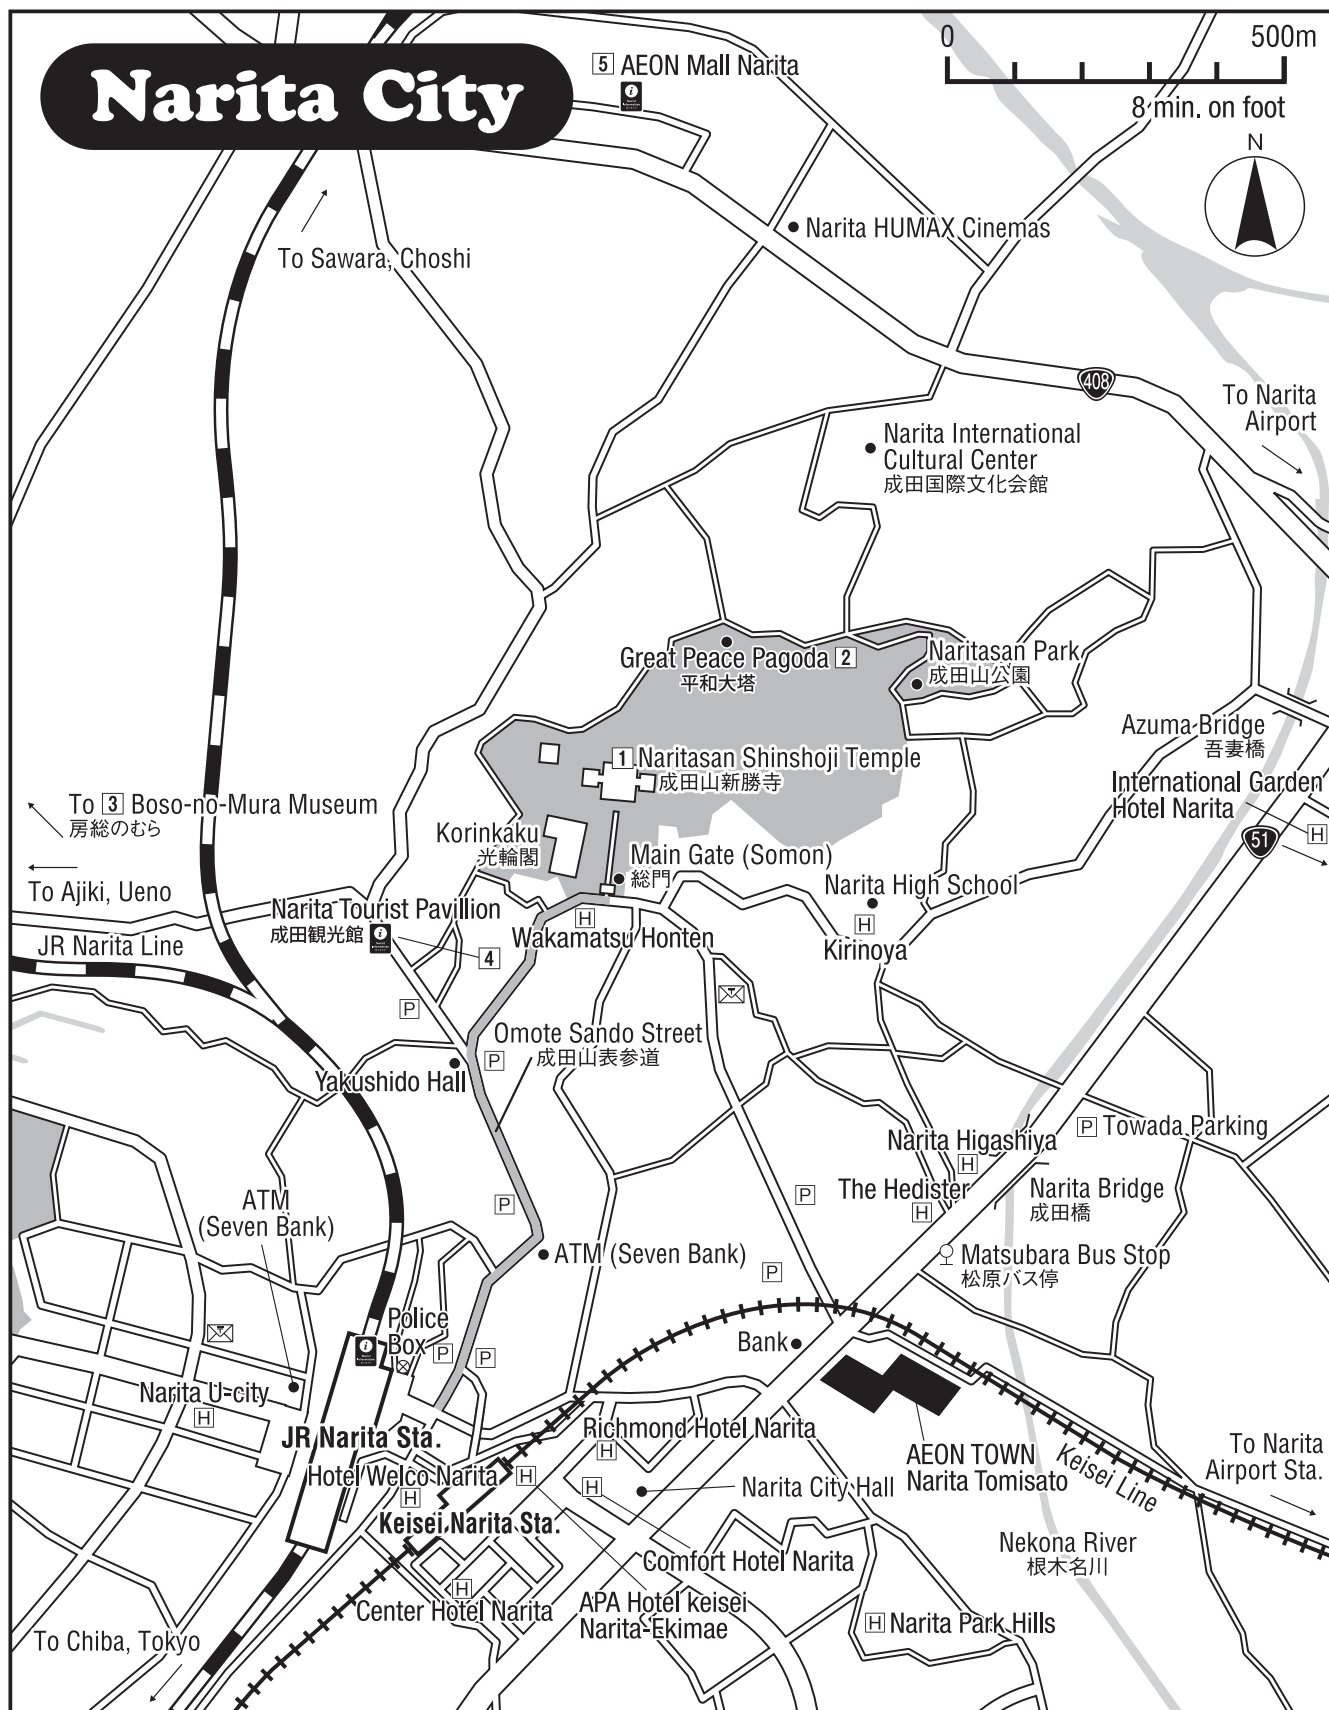 Narita City
0 500m
8 min. on foot
N
5 AEON Mall Narita
Narita HUMAX Cinemas
To Sawara, Choshi
408
To Narita
Airport
Narita International
Cultural Center
成田国際文化会館
Great Peace Pagoda 2
平和大塔
Naritasan Park
成田山公園
Azuma Bridge
吾妻橋
1 Naritasan Shinshoji Temple
成田山新勝寺
International Garden
Hotel Narita
H
51
To 3 Boso-no-Mura Museum
房総のむら
Korinkaku
光輪閣
Main Gate (Somon)
総門
To Ajiki, Ueno
Narita High School
H
Kirinoya
Narita Tourist Pavillion
成田観光館
4
H
Wakamatsu Honten
JR Narita Line
P
Omote Sando Street
成田山表参道
P
Yakushido Hall
P Towada Parking
Narita Higashiya
H
The Hedister
H
Narita Bridge
成田橋
P
P
ATM
(Seven Bank)
ATM (Seven Bank)
Matsubara Bus Stop
松原バス停
P
Police
Box
P
P
Bank
Narita U-city
H
JR Narita Sta.
Richmond Hotel Narita
H
AEON TOWN
Narita Tomisato
Keisei Line
To Narita
Airport Sta.
Hotel Welco Narita
H
H
H
Narita City Hall
Keisei Narita Sta.
Nekona River
根木名川
Comfort Hotel Narita
H
Center Hotel Narita
APA Hotel keisei
Narita-Ekimae
H Narita Park Hills
To Chiba, Tokyo